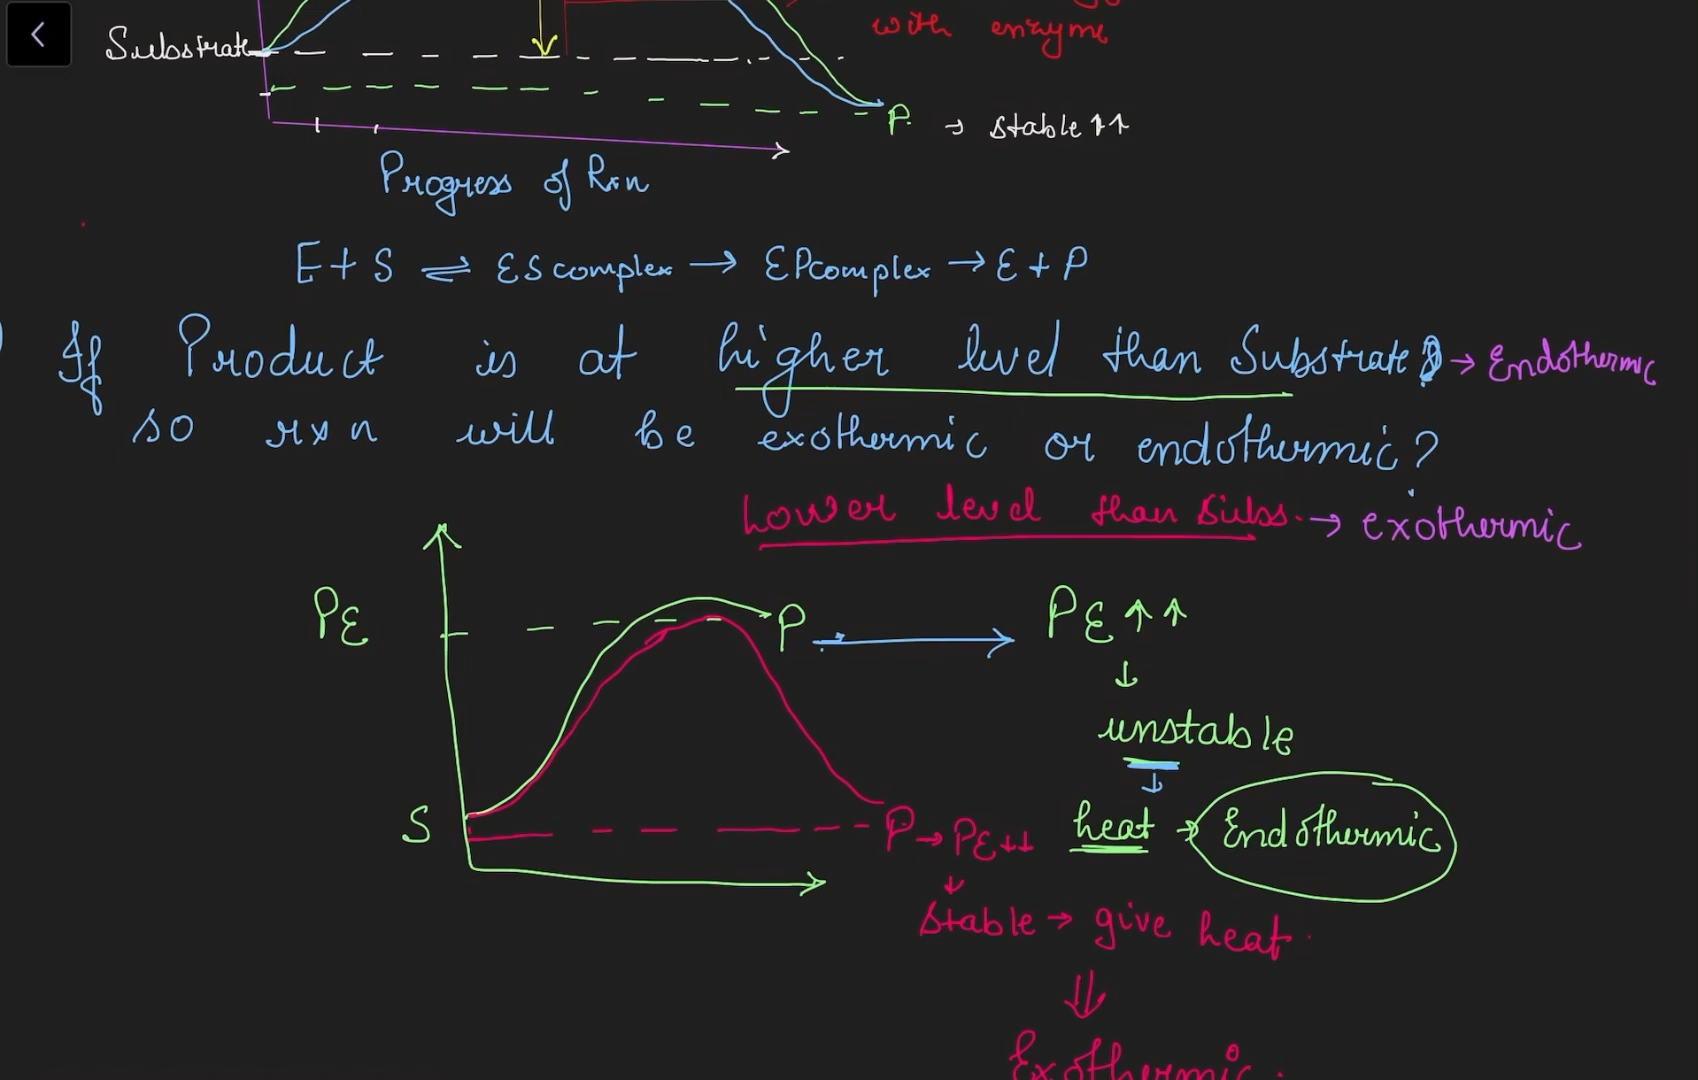 with enzyme
Substrate
P → stable ↑↑
Progress of Rxn
E + S ⇌ ES complex → EP complex → E + P
If Product is at higher level than Substrate → Endothermic
so rxn will be exothermic or endothermic?
Lower level than Subs. → exothermic
PE
P → PE ↑↑
↓
unstable
↓
heat → Endothermic
S
P → PE ↓↓
↓
Stable → give heat.
⇓
Exothermic.